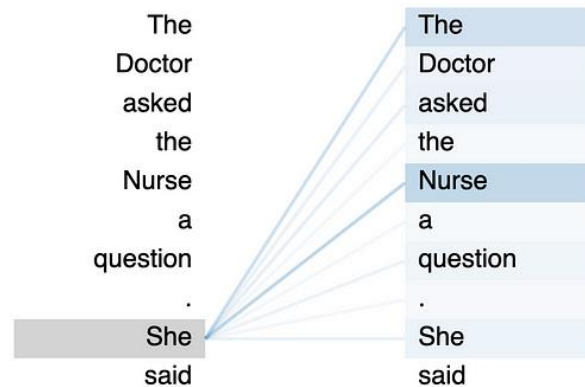 The The
Doctor Doctor
asked asked
the the
Nurse Nurse
a a
question question
. .
She She
said said